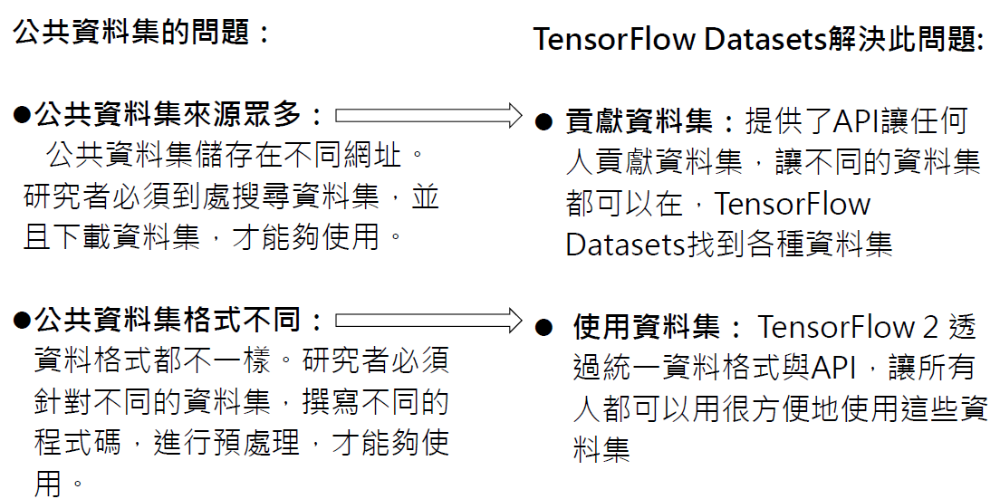 公共資料集的問題：
●公共資料集來源眾多：
公共資料集儲存在不同網址。
研究者必須到處搜尋資料集，並
且下載資料集，才能夠使用。
●公共資料集格式不同：
資料格式都不一樣。研究者必須
針對不同的資料集，撰寫不同的
程式碼，進行預處理，才能夠使
用。
TensorFlow Datasets解決此問題:
● 貢獻資料集：提供了API讓任何
人貢獻資料集，讓不同的資料集
都可以在，TensorFlow
Datasets找到各種資料集
● 使用資料集： TensorFlow 2 透
過統一資料格式與API，讓所有
人都可以用很方便地使用這些資
料集